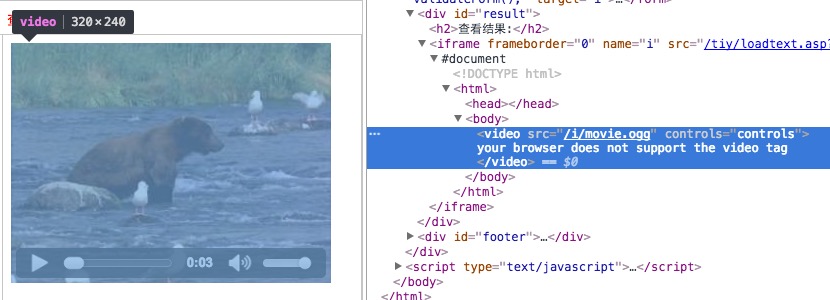 video 320×240
0:03
validateForm();" target="i">…</form>
▼<div id="result">
<h2>查看结果:</h2>
▼<iframe frameborder="0" name="i" src="/tiy/loadtext.asp?
▼#document
<!DOCTYPE html>
▼<html>
<head></head>
▼<body>
<video src="/i/movie.ogg" controls="controls">
your browser does not support the video tag
</video> == $0
</body>
</html>
</iframe>
</div>
▶<div id="footer">…</div>
</div>
▶<script type="text/javascript">…</script>
</body>
</html>